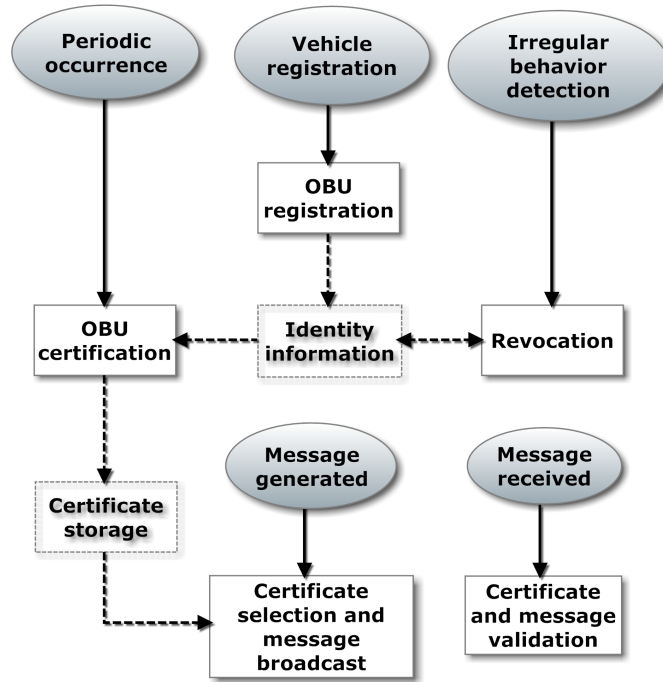 Periodic
occurrence
Vehicle
registration
Irregular
behavior
detection
OBU
registration
OBU
certification
Identity
information
Revocation
Certificate
storage
Message
generated
Message
received
Certificate
selection and
message
broadcast
Certificate
and message
validation